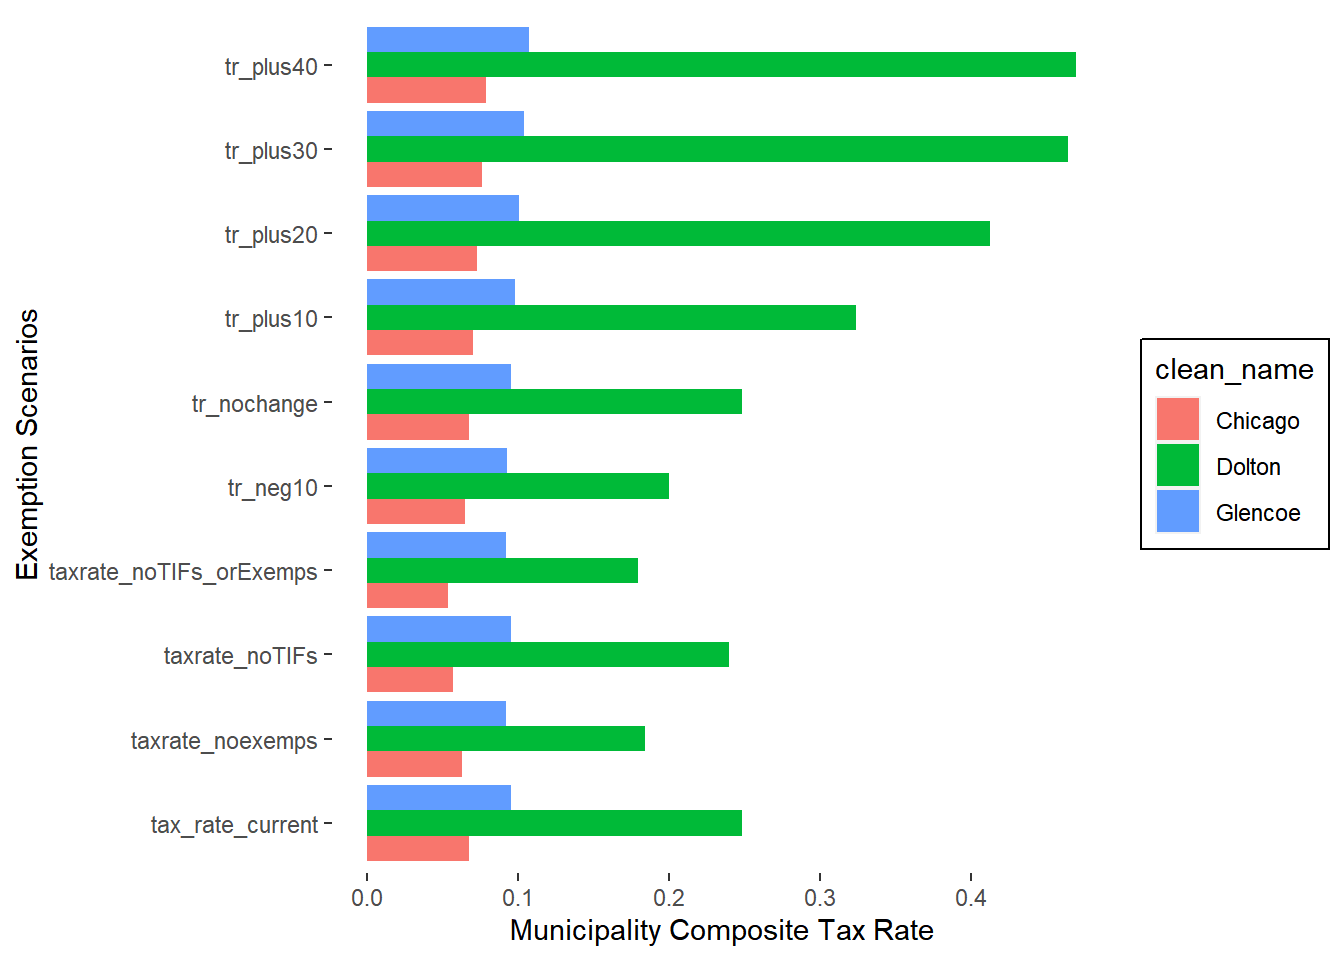 tr_plus40
tr_plus30
tr_plus20
tr_plus10
tr_nochange
tr_neg10
taxrate_noTIFs_orExemps
taxrate_noTIFs
taxrate_noexemps
tax_rate_current
Exemption Scenarios
0.0 0.1 0.2 0.3 0.4
Municipality Composite Tax Rate
clean_name
Chicago
Dolton
Glencoe